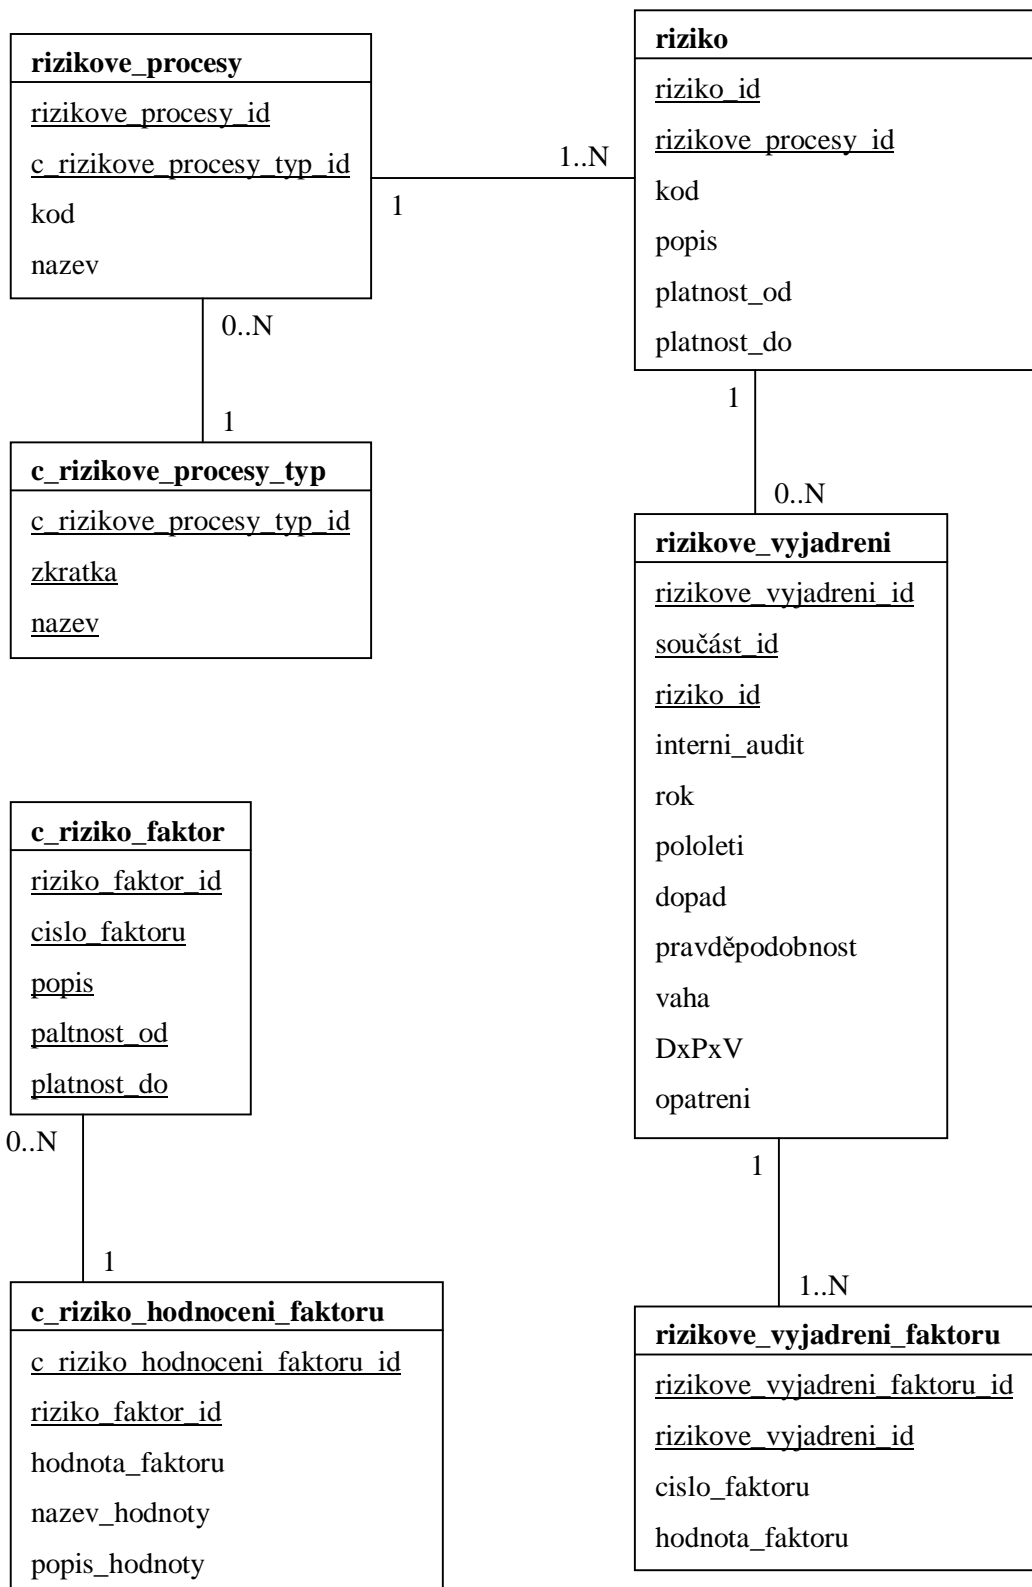 rizikove_procesy
rizikove_procesy_id
c_rizikove_procesy_typ_id
kod
nazev
riziko
riziko_id
rizikove_procesy_id
kod
popis
platnost_od
platnost_do
1..N
1
0..N
1
1
0..N
c_rizikove_procesy_typ
c_rizikove_procesy_typ_id
zkratka
nazev
rizikove_vyjadreni
rizikove_vyjadreni_id
součást_id
riziko_id
interni_audit
rok
pololeti
dopad
pravděpodobnost
vaha
DxPxV
opatreni
c_riziko_faktor
riziko_faktor_id
cislo_faktoru
popis
paltnost_od
platnost_do
0..N
1
1
1..N
c_riziko_hodnoceni_faktoru
c_riziko_hodnoceni_faktoru_id
riziko_faktor_id
hodnota_faktoru
nazev_hodnoty
popis_hodnoty
rizikove_vyjadreni_faktoru
rizikove_vyjadreni_faktoru_id
rizikove_vyjadreni_id
cislo_faktoru
hodnota_faktoru